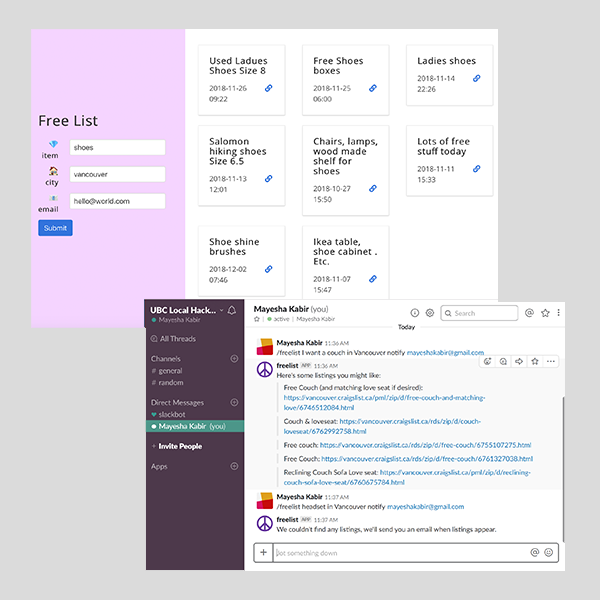 Free List
item
shoes
city
vancouver
email
hello@world.com
Submit
Used Ladues
Shoes Size 8
2018-11-26
09:22
Free Shoes
boxes
2018-11-25
06:00
Ladies shoes
2018-11-14
22:26
Salomon
hiking shoes
Size 6.5
2018-11-13
12:01
Chairs, lamps,
wood made
shelf for
shoes
2018-10-27
15:50
Lots of free
stuff today
2018-11-11
15:33
Shoe shine
brushes
2018-12-02
07:46
Ikea table,
shoe cabinet .
Etc.
2018-11-07
15:47
UBC Local Hack...
Mayesha Kabir
All Threads
Channels
# general
# random
Direct Messages
slackbot
Mayesha Kabir (you)
+ Invite People
Apps
Mayesha Kabir (you)
active | Mayesha Kabir
Search
Today
Mayesha Kabir 11:36 AM
/freelist I want a couch in Vancouver notify mayeshakabir@gmail.com
freelist APP 11:36 AM
Here's some listings you might like:
Free Couch (and matching love seat if desired):
https://vancouver.craigslist.ca/pml/zip/d/free-couch-and-matching-
love/6746512084.html
Couch & loveseat: https://vancouver.craigslist.ca/rds/zip/d/couch-
loveseat/6762992758.html
Free couch: https://vancouver.craigslist.ca/rds/zip/d/free-couch/6755107275.html
Free Couch: https://vancouver.craigslist.ca/rds/zip/d/free-couch/6761327038.html
Reclining Couch Sofa Love seat: https://vancouver.craigslist.ca/pml/zip/d/reclining-
couch-sofa-love-seat/6760675784.html
Mayesha Kabir 11:37 AM
/freelist headset in Vancouver notify mayeshakabir@gmail.com
freelist APP 11:37 AM
We couldn't find any listings, we'll send you an email when listings appear.
Jot something down